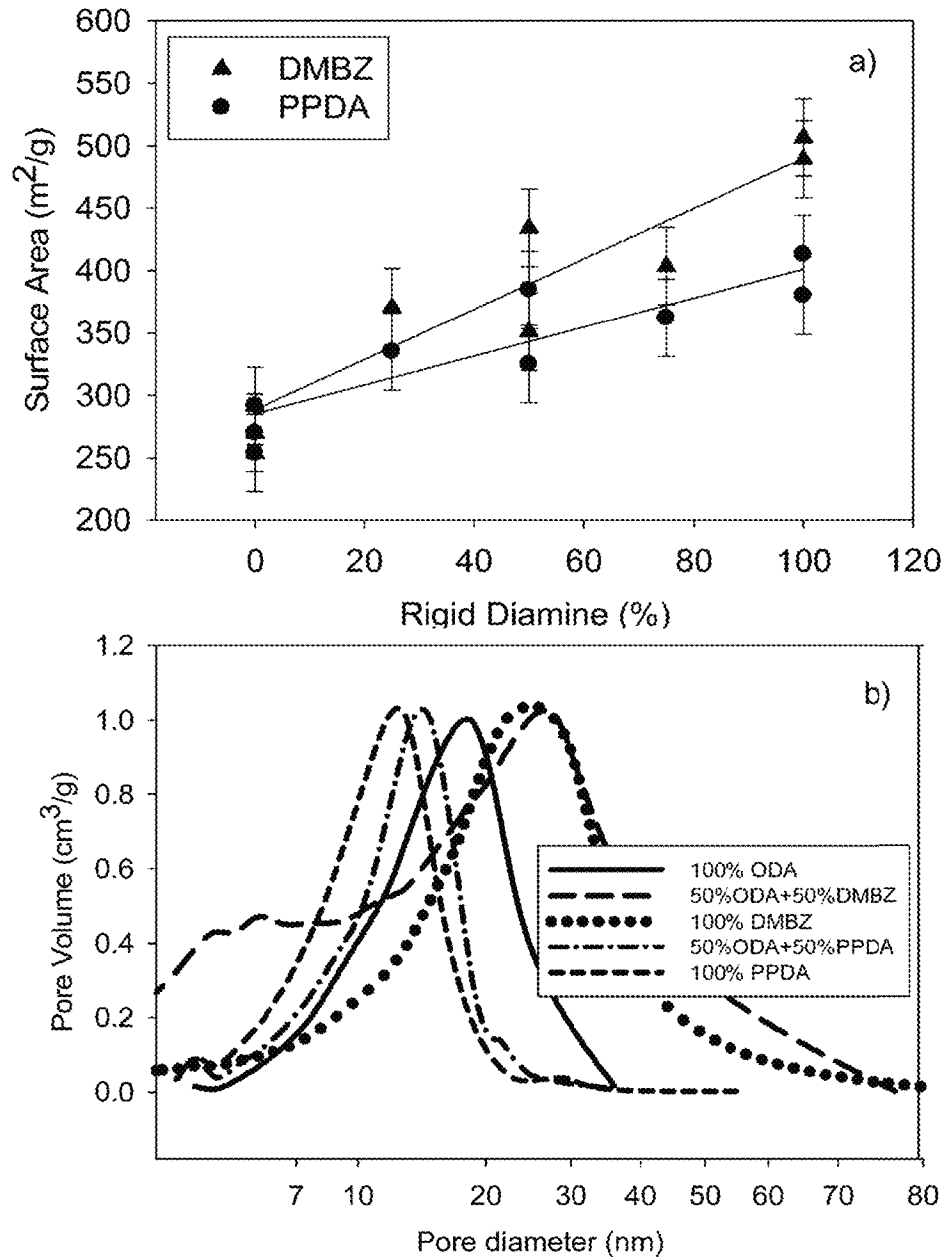 600
550
500
450
400
350
300
250
200
Surface Area (m²/g)
DMBZ
PPDA
a)
0 20 40 60 80 100 120
Rigid Diamine (%)
1.2
1.0
0.8
0.6
0.4
0.2
0.0
Pore Volume (cm³/g)
b)
100% ODA
50%ODA+50%DMBZ
100% DMBZ
50%ODA+50%PPDA
100% PPDA
7 10 20 30 40 50 60 70 80
Pore diameter (nm)